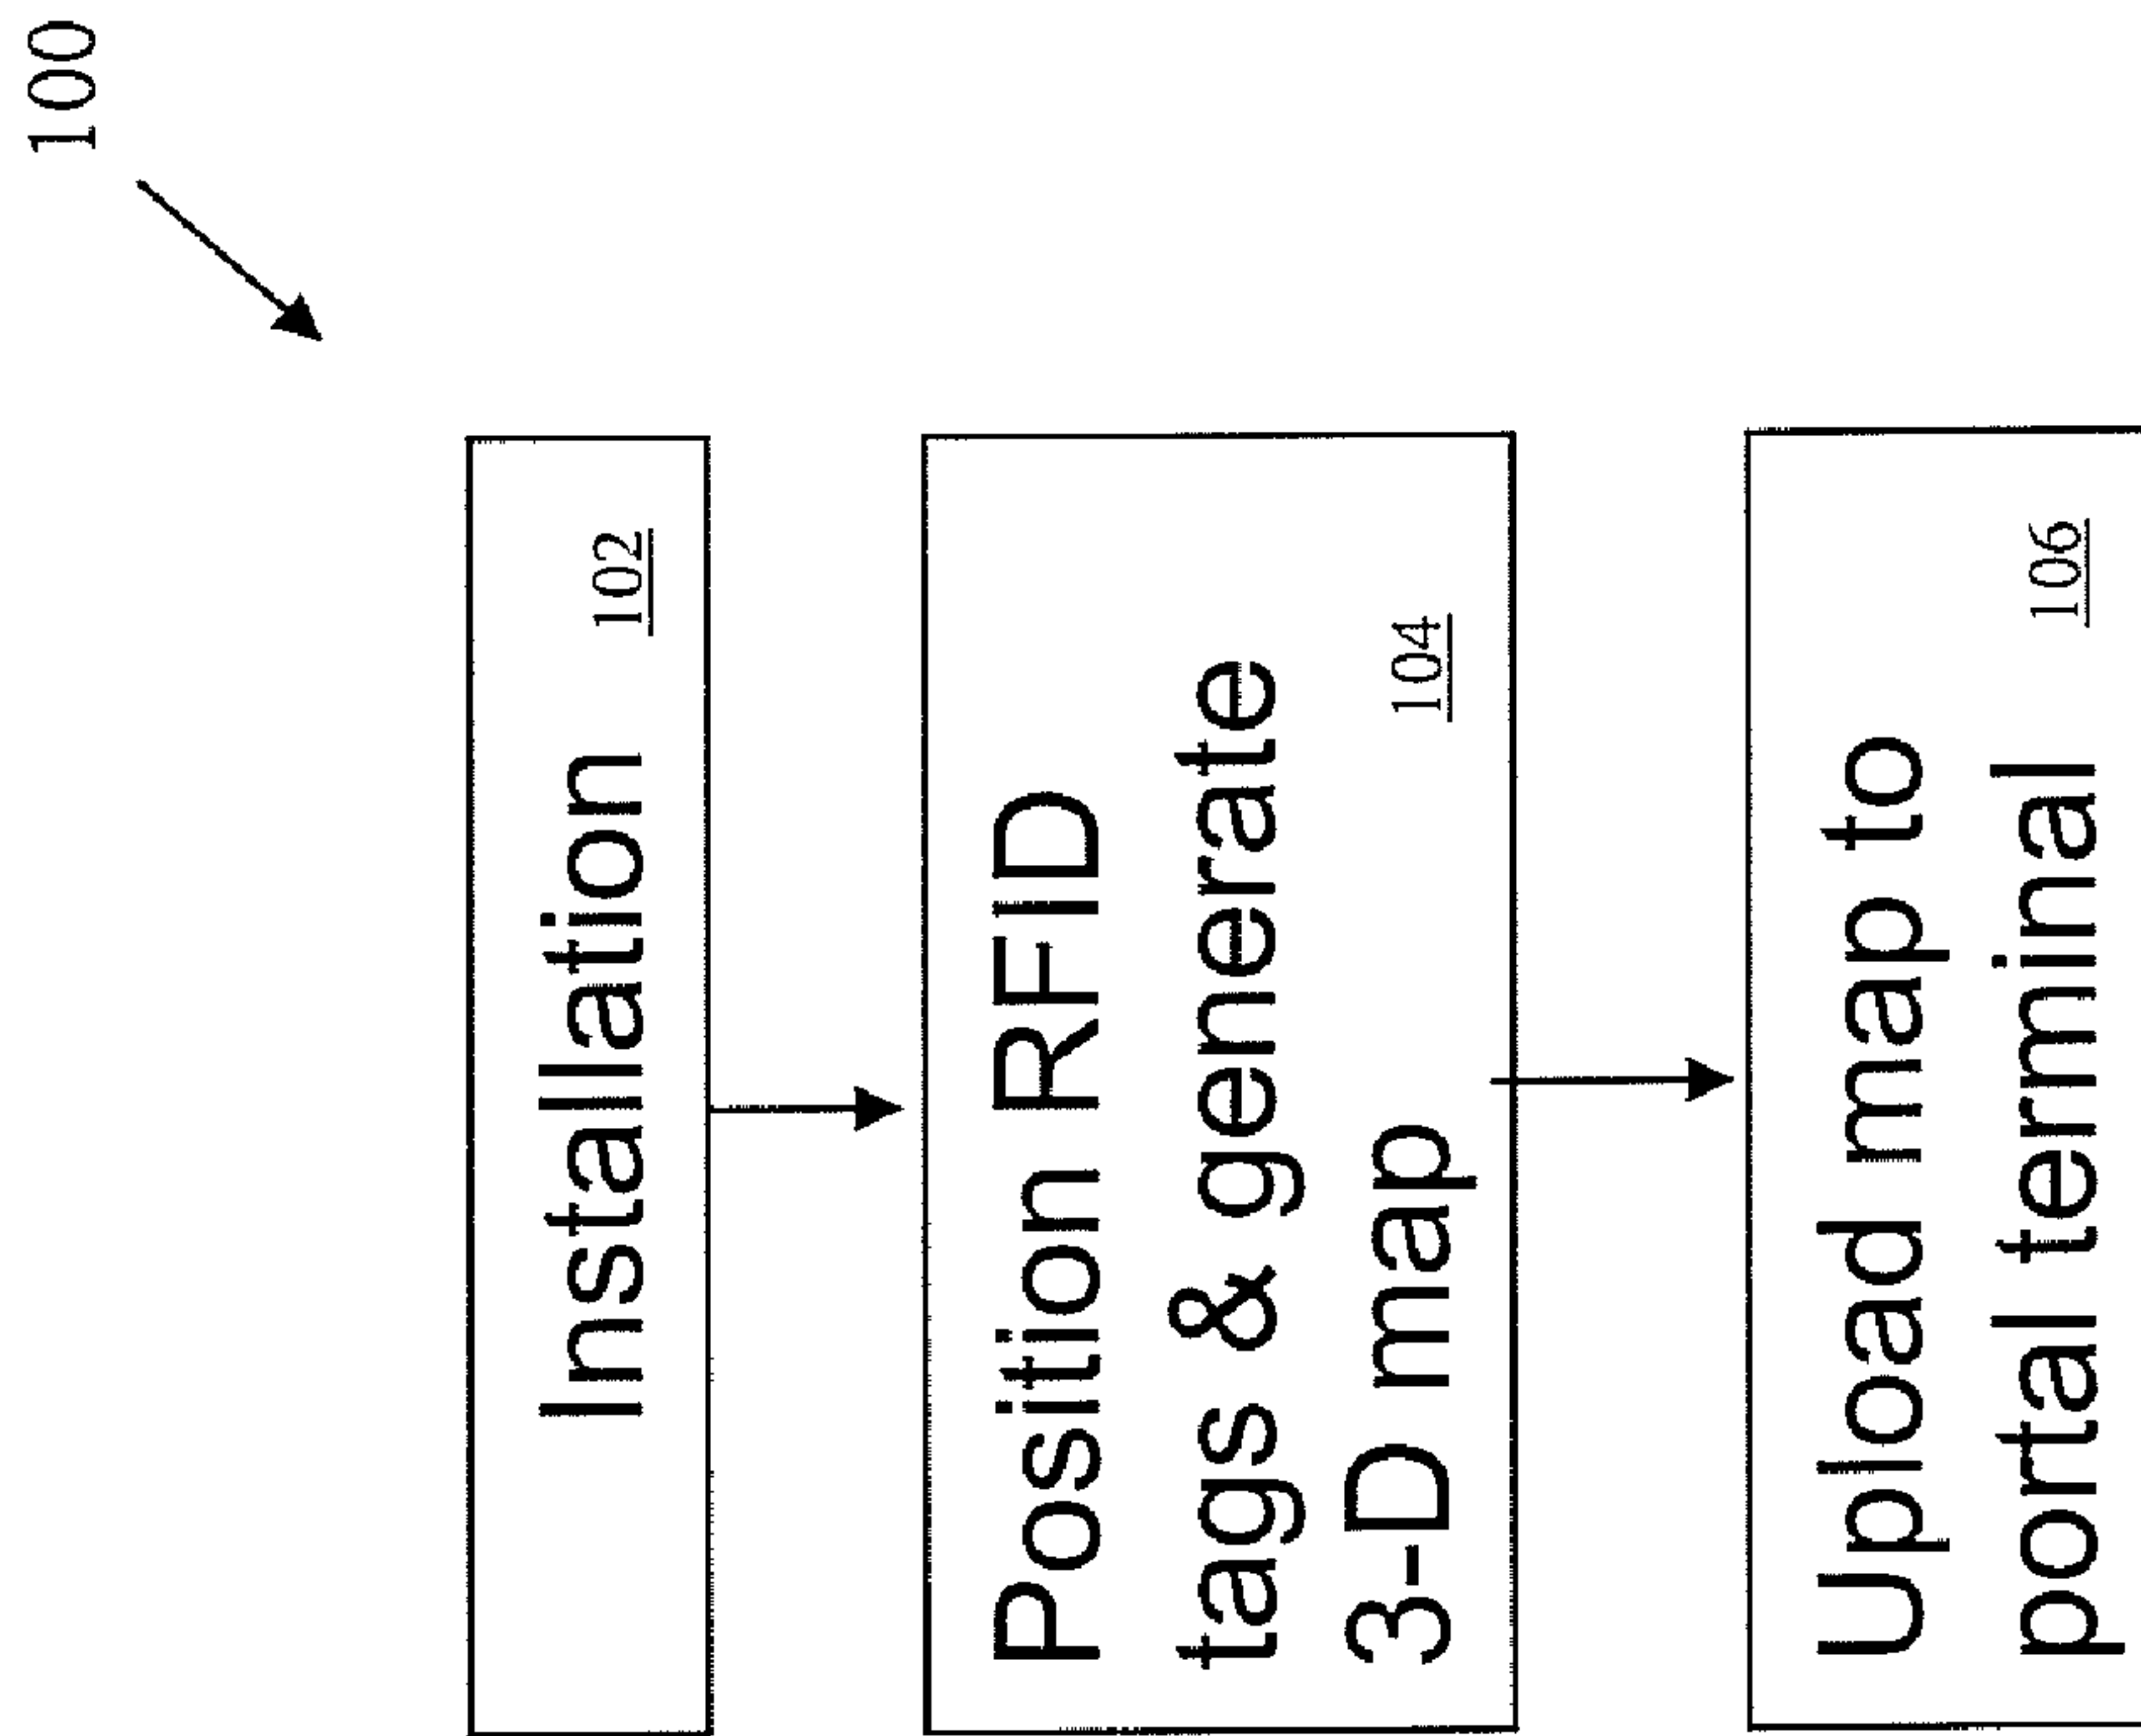 100
Installation
102
Position RFID
tags & generate
3-D map
104
Upload map to
portal terminal
106